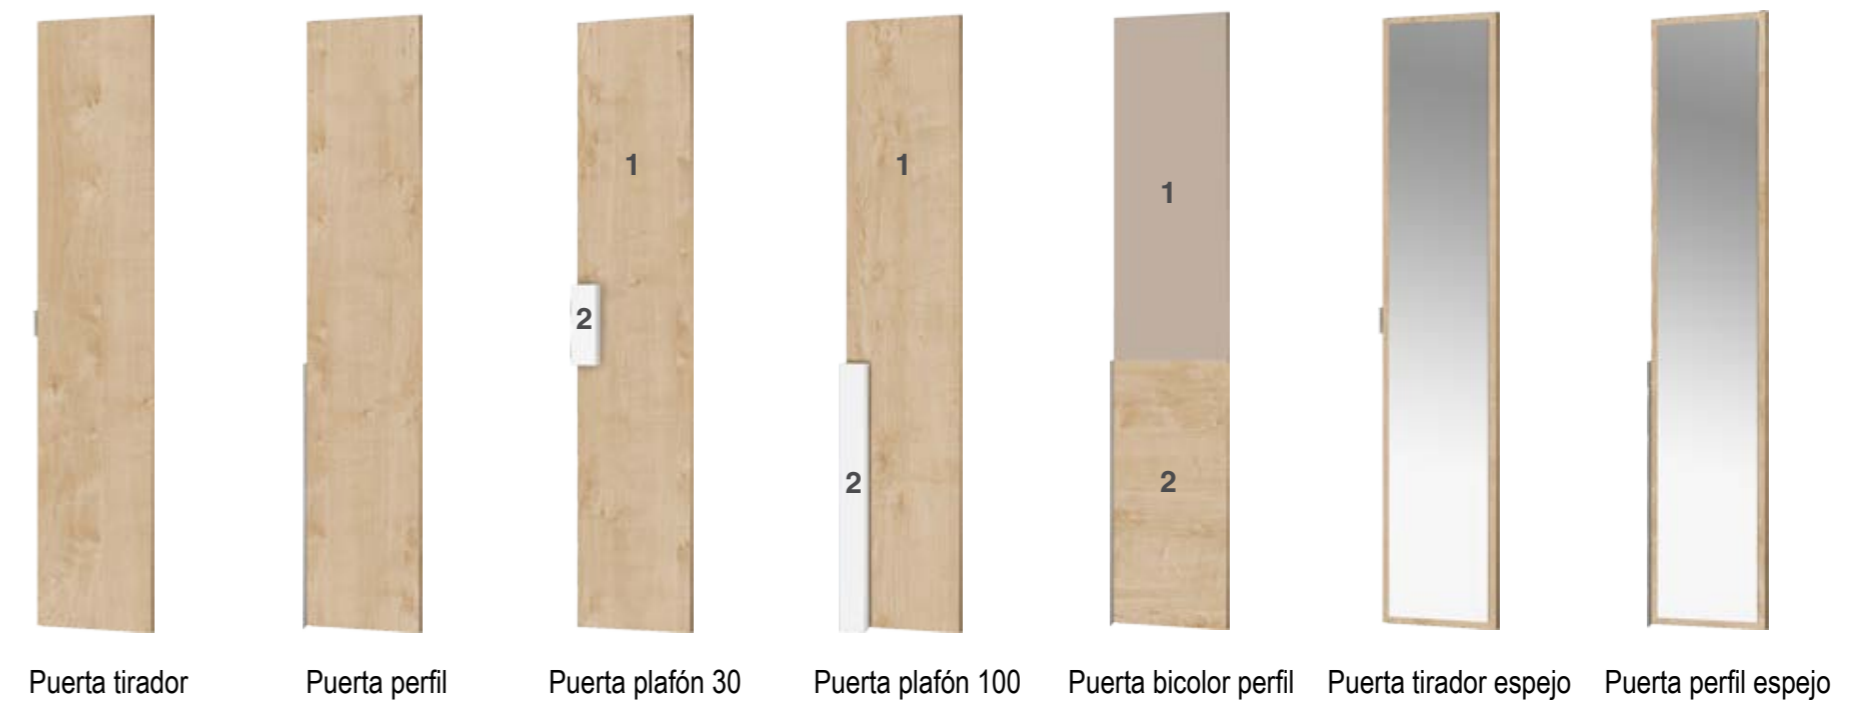 1
1
1
2
2
2
Puerta tirador
Puerta perfil
Puerta plafón 30
Puerta plafón 100
Puerta bicolor perfil
Puerta tirador espejo
Puerta perfil espejo